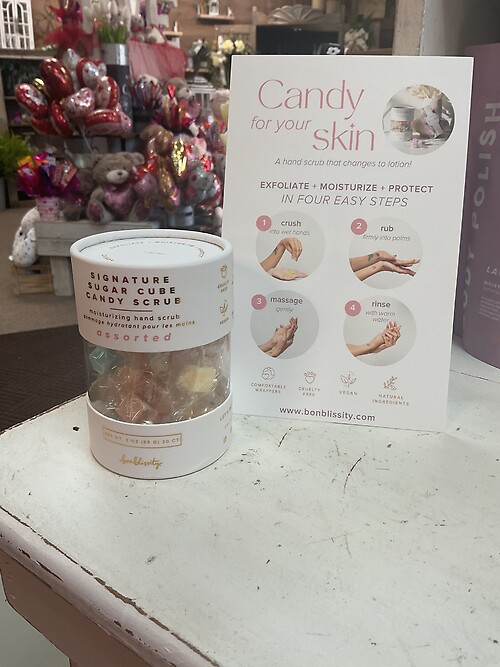 Candy
for your
skin
A hand scrub that changes to lotion!
EXFOLIATE + MOISTURIZE + PROTECT
IN FOUR EASY STEPS
1 crush
into wet hands
2 rub
firmly into palms
3 massage
gently
4 rinse
with warm
water
CRUELTY
FREE
VEGAN
NATURAL
INGREDIENTS
www.bonblissity.com
SIGNATURE
SUGAR CUBE
CANDY SCRUB
moisturizing hand scrub
gommage hydratant pour les mains
assorted
bonblissity
POLISH